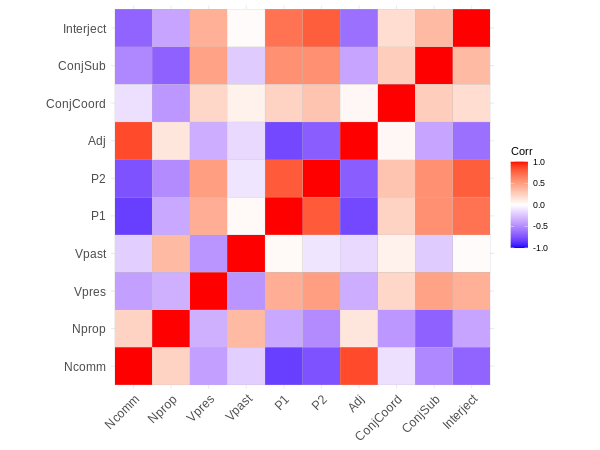 Interject
ConjSub
ConjCoord
Adj
P2
P1
Vpast
Vpres
Nprop
Ncomm
Ncomm
Nprop
Vpres
Vpast
P1
P2
Adj
ConjCoord
ConjSub
Interject
Corr
1.0
0.5
0.0
-0.5
-1.0